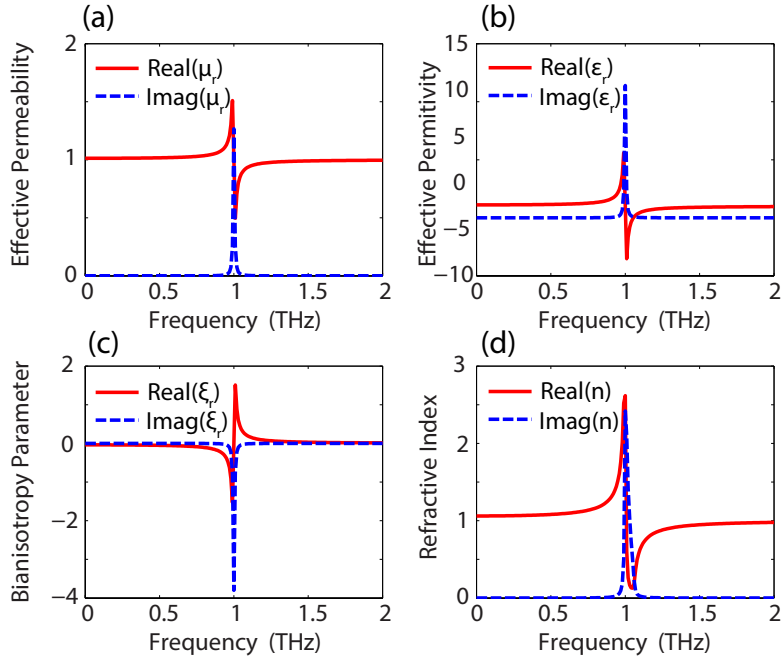 (a)
2
1
0
0
0.5
1
1.5
2
Effective Permeability
Frequency (THz)
Real(μr)
Imag(μr)
(b)
15
10
5
0
−5
−10
0
0.5
1
1.5
2
Effective Permitivity
Frequency (THz)
Real(εr)
Imag(εr)
(c)
2
0
−2
−4
0
0.5
1
1.5
2
Bianisotropy Parameter
Frequency (THz)
Real(ξr)
Imag(ξr)
(d)
3
2
1
0
0
0.5
1
1.5
2
Refractive Index
Frequency (THz)
Real(n)
Imag(n)